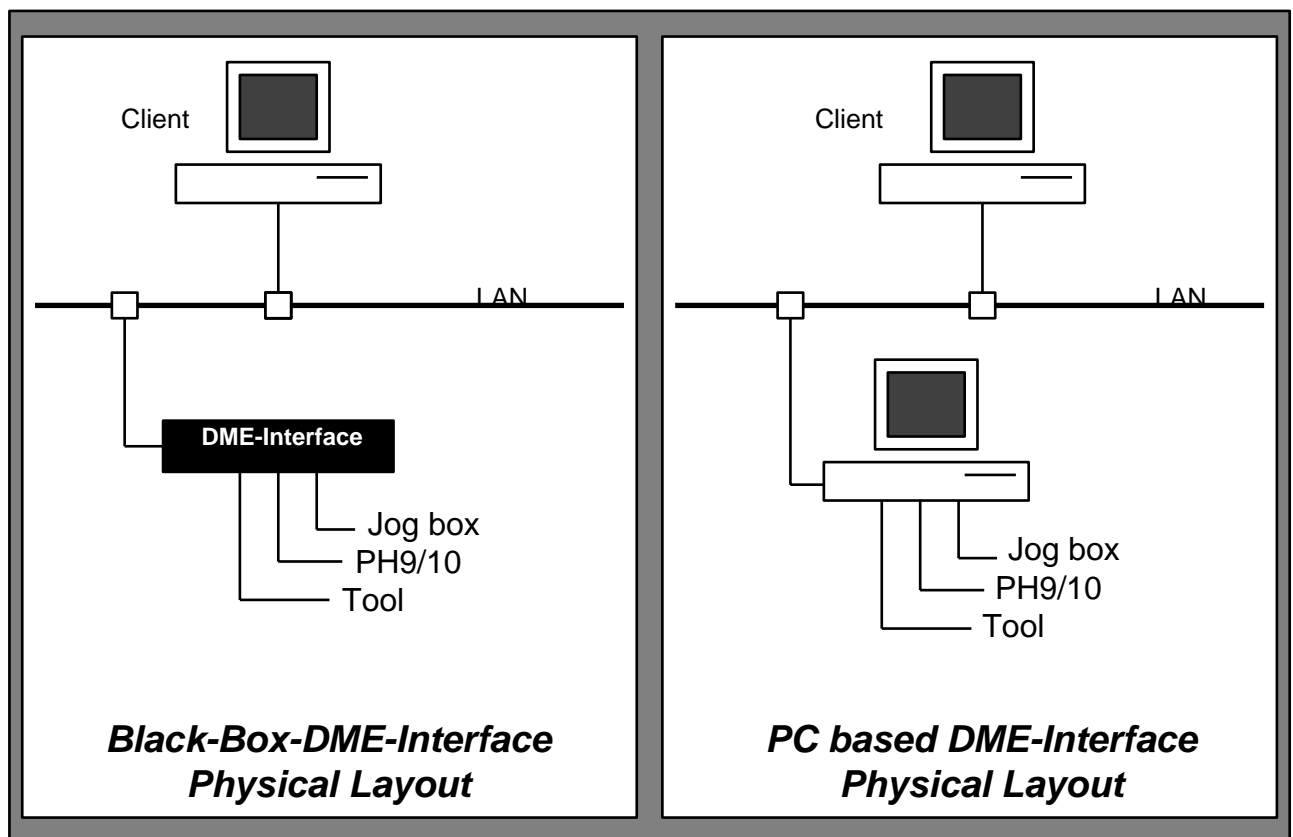 Client
LAN
DME-Interface
Jog box
PH9/10
Tool
Black-Box-DME-Interface
Physical Layout
Client
LAN
Jog box
PH9/10
Tool
PC based DME-Interface
Physical Layout